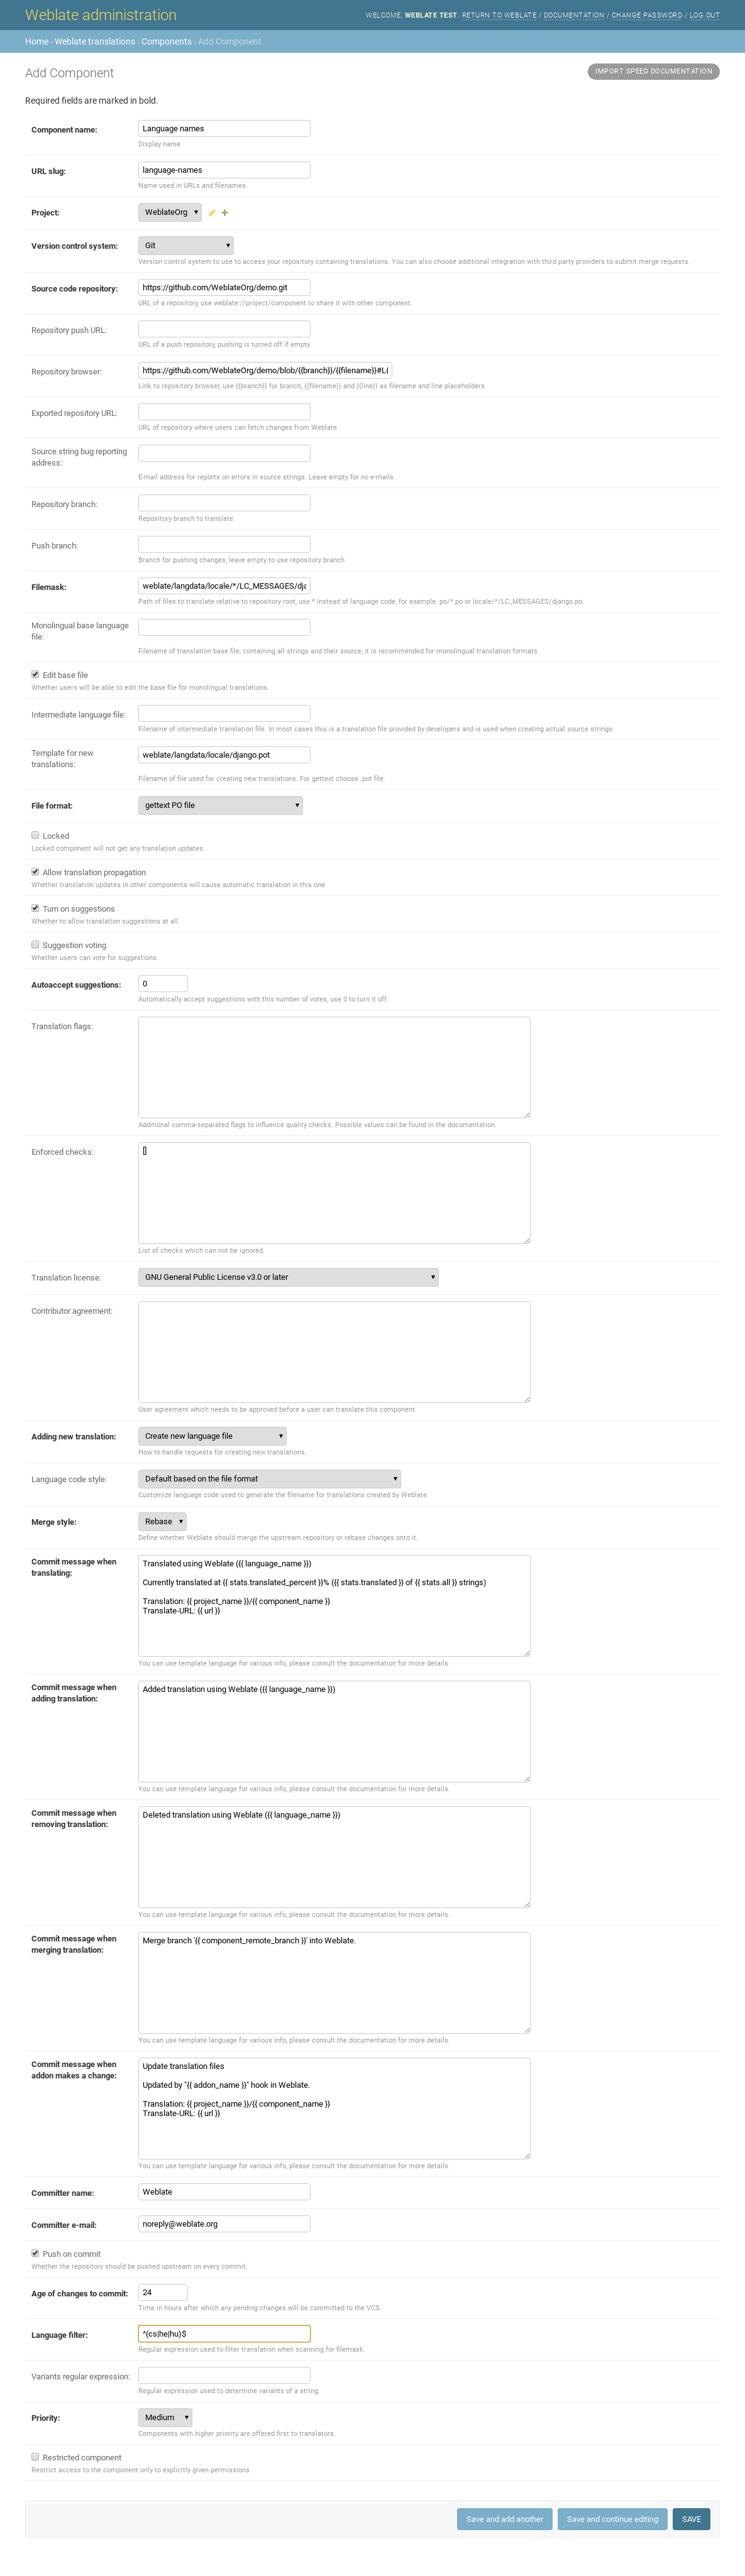 Weblate administration
WELCOME, WEBLATE TEST. RETURN TO WEBLATE / DOCUMENTATION / CHANGE PASSWORD / LOG OUT
Home › Weblate translations › Components › Add Component
Add Component
IMPORT SPEED DOCUMENTATION
Required fields are marked in bold.
Component name: Language names
Display name
URL slug: language-names
Name used in URLs and filenames.
Project: WeblateOrg
Version control system: Git
Version control system to use to access your repository containing translations. You can also choose additional integration with third party providers to submit merge requests.
Source code repository: https://github.com/WeblateOrg/demo.git
URL of a repository, use weblate://project/component to share it with other component.
Repository push URL:
URL of a push repository, pushing is turned off if empty.
Repository browser: https://github.com/WeblateOrg/demo/blob/{{branch}}/{{filename}}#L{
Link to repository browser, use {{branch}} for branch, {{filename}} and {{line}} as filename and line placeholders.
Exported repository URL:
URL of repository where users can fetch changes from Weblate
Source string bug reporting
address:
E-mail address for reports on errors in source strings. Leave empty for no e-mails.
Repository branch:
Repository branch to translate
Push branch:
Branch for pushing changes, leave empty to use repository branch
Filemask: weblate/langdata/locale/*/LC_MESSAGES/dja
Path of files to translate relative to repository root, use * instead of language code, for example: po/*.po or locale/*/LC_MESSAGES/django.po.
Monolingual base language
file:
Filename of translation base file, containing all strings and their source; it is recommended for monolingual translation formats.
Edit base file
Whether users will be able to edit the base file for monolingual translations.
Intermediate language file:
Filename of intermediate translation file. In most cases this is a translation file provided by developers and is used when creating actual source strings.
Template for new
translations:
weblate/langdata/locale/django.pot
Filename of file used for creating new translations. For gettext choose .pot file.
File format: gettext PO file
Locked
Locked component will not get any translation updates.
Allow translation propagation
Whether translation updates in other components will cause automatic translation in this one
Turn on suggestions
Whether to allow translation suggestions at all.
Suggestion voting
Whether users can vote for suggestions.
Autoaccept suggestions: 0
Automatically accept suggestions with this number of votes, use 0 to turn it off.
Translation flags:
Additional comma-separated flags to influence quality checks. Possible values can be found in the documentation.
Enforced checks: []
List of checks which can not be ignored.
Translation license: GNU General Public License v3.0 or later
Contributor agreement:
User agreement which needs to be approved before a user can translate this component.
Adding new translation: Create new language file
How to handle requests for creating new translations.
Language code style: Default based on the file format
Customize language code used to generate the filename for translations created by Weblate.
Merge style: Rebase
Define whether Weblate should merge the upstream repository or rebase changes onto it.
Commit message when
translating:
Translated using Weblate ({{ language_name }})
Currently translated at {{ stats.translated_percent }}% ({{ stats.translated }} of {{ stats.all }} strings)
Translation: {{ project_name }}/{{ component_name }}
Translate-URL: {{ url }}
You can use template language for various info, please consult the documentation for more details.
Commit message when
adding translation:
Added translation using Weblate ({{ language_name }})
You can use template language for various info, please consult the documentation for more details.
Commit message when
removing translation:
Deleted translation using Weblate ({{ language_name }})
You can use template language for various info, please consult the documentation for more details.
Commit message when
merging translation:
Merge branch '{{ component_remote_branch }}' into Weblate.
You can use template language for various info, please consult the documentation for more details.
Commit message when
addon makes a change:
Update translation files
Updated by "{{ addon_name }}" hook in Weblate.
Translation: {{ project_name }}/{{ component_name }}
Translate-URL: {{ url }}
You can use template language for various info, please consult the documentation for more details.
Committer name: Weblate
Committer e-mail: noreply@weblate.org
Push on commit
Whether the repository should be pushed upstream on every commit.
Age of changes to commit: 24
Time in hours after which any pending changes will be committed to the VCS.
Language filter: ^(cs|he|hu)$
Regular expression used to filter translation when scanning for filemask.
Variants regular expression:
Regular expression used to determine variants of a string.
Priority: Medium
Components with higher priority are offered first to translators.
Restricted component
Restrict access to the component only to explicitly given permissions.
Save and add another
Save and continue editing
SAVE